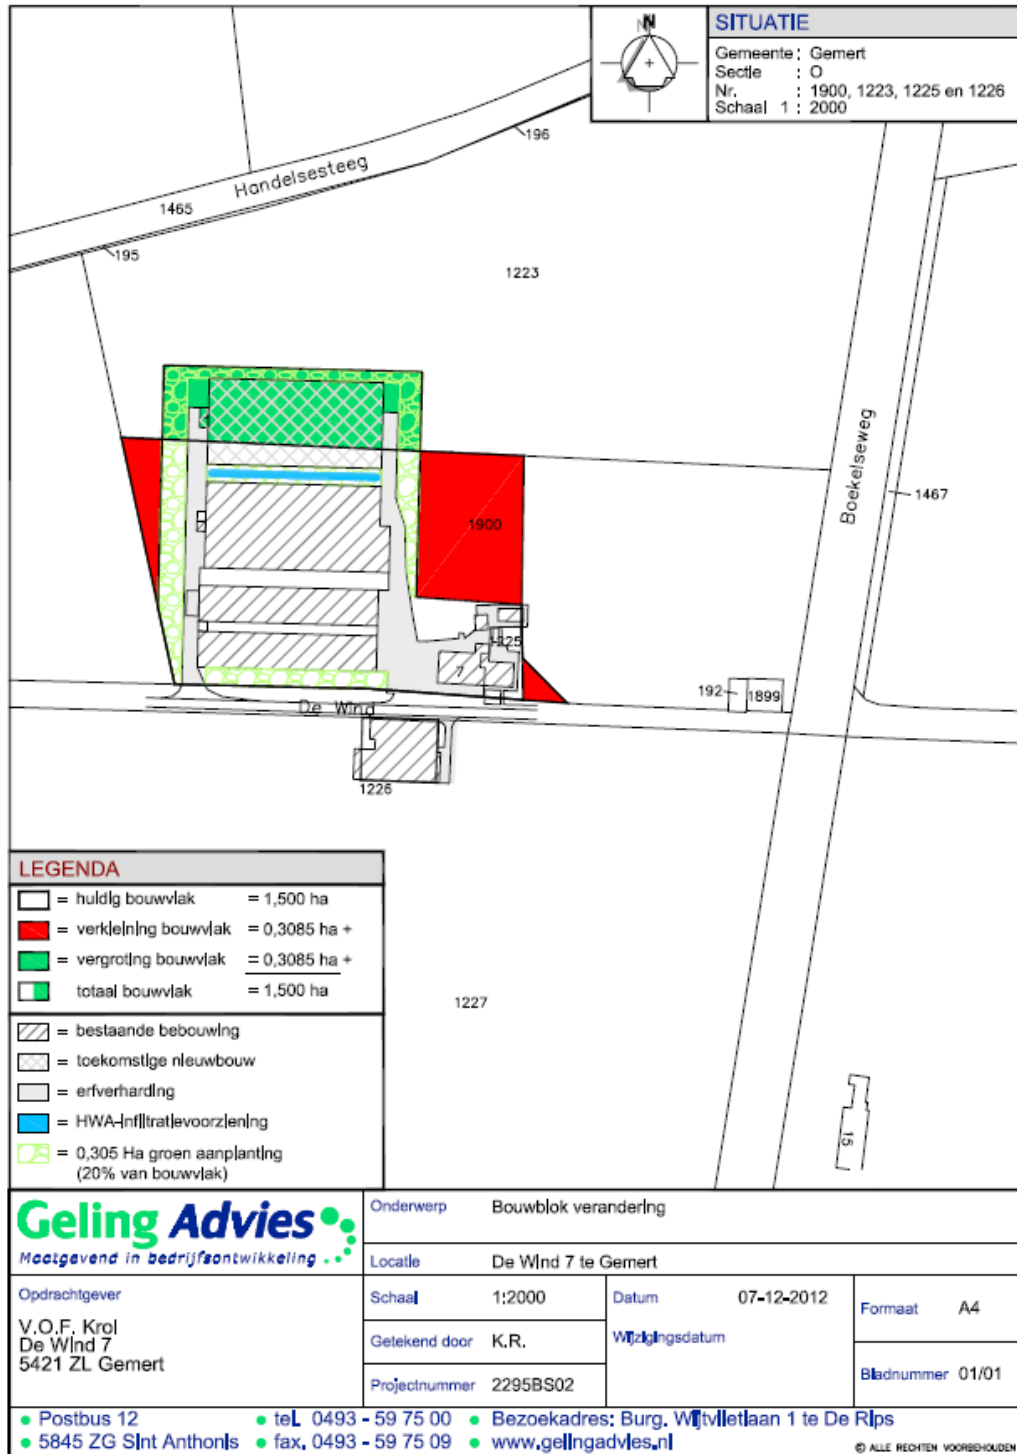 N
SITUATIE
Gemeente : Gemert
Sectie : O
Nr. : 1900, 1223, 1225 en 1226
Schaal 1 : 2000
196
Handelsesteeg
1465
195
1223
Boekelseweg
1467
1900
1225
7
192
1899
De Wind
1226
LEGENDA
= huidig bouwvlak = 1,500 ha
= verkleining bouwvlak = 0,3085 ha +
= vergroting bouwvlak = 0,3085 ha +
totaal bouwvlak = 1,500 ha
1227
= bestaande bebouwing
= toekomstige nieuwbouw
= erfverharding
= HWA-infiltratievoorziening
= 0,305 Ha groen aanplanting
(20% van bouwvlak)
15
Geling Advies
Maatgevend in bedrijfsontwikkeling
Onderwerp Bouwblok verandering
Locatie De Wind 7 te Gemert
Opdrachtgever
V.O.F. Krol
De Wind 7
5421 ZL Gemert
Schaal 1:2000
Datum 07-12-2012
Formaat A4
Getekend door K.R.
Wijzigingsdatum
Projectnummer 2295BS02
Bladnummer 01/01
• Postbus 12 • tel. 0493 - 59 75 00 • Bezoekadres: Burg. Wijtvlietlaan 1 te De Rips
• 5845 ZG Sint Anthonis • fax. 0493 - 59 75 09 • www.gelingadvies.nl
© ALLE RECHTEN VOORBEHOUDEN